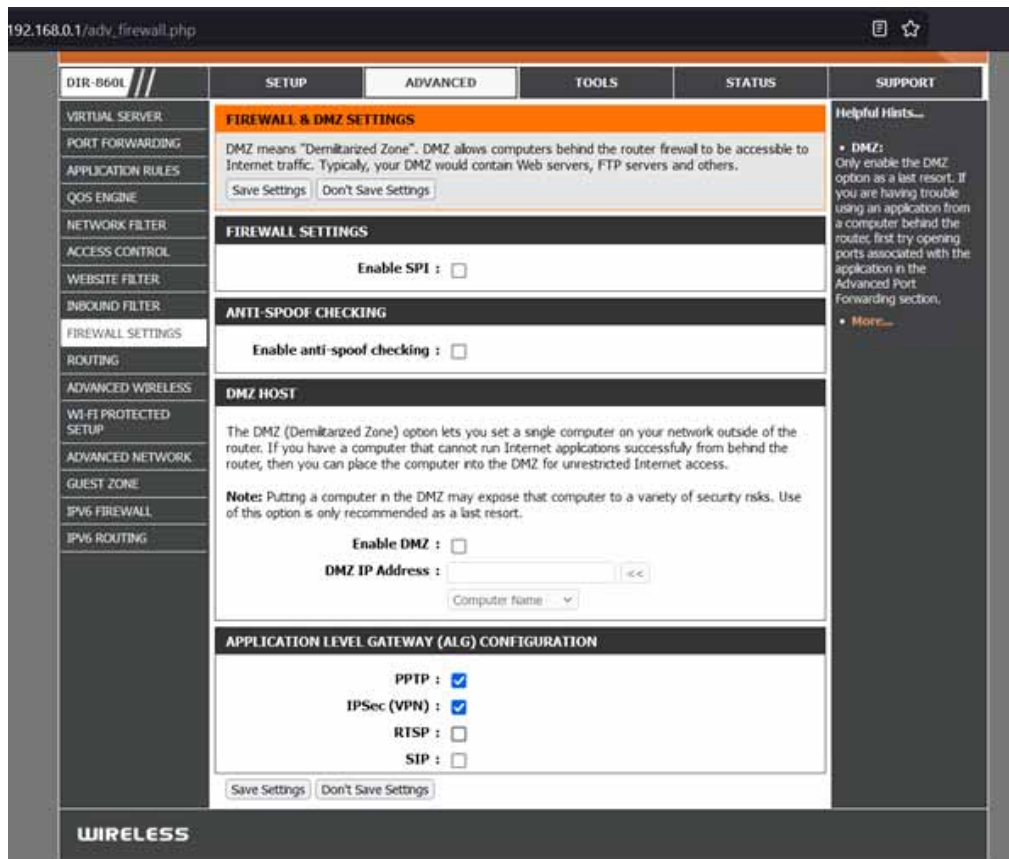 192.168.0.1/adv_firewall.php
DIR-860L
SETUP
ADVANCED
TOOLS
STATUS
SUPPORT
VIRTUAL SERVER
PORT FORWARDING
APPLICATION RULES
QOS ENGINE
NETWORK FILTER
ACCESS CONTROL
WEBSITE FILTER
INBOUND FILTER
FIREWALL SETTINGS
ROUTING
ADVANCED WIRELESS
WI-FI PROTECTED
SETUP
ADVANCED NETWORK
GUEST ZONE
IPV6 FIREWALL
IPV6 ROUTING
FIREWALL & DMZ SETTINGS
DMZ means "Demilitarized Zone". DMZ allows computers behind the router firewall to be accessible to
Internet traffic. Typically, your DMZ would contain Web servers, FTP servers and others.
Save Settings Don't Save Settings
FIREWALL SETTINGS
Enable SPI :
ANTI-SPOOF CHECKING
Enable anti-spoof checking :
DMZ HOST
The DMZ (Demilitarized Zone) option lets you set a single computer on your network outside of the
router. If you have a computer that cannot run Internet applications successfully from behind the
router, then you can place the computer into the DMZ for unrestricted Internet access.
Note: Putting a computer in the DMZ may expose that computer to a variety of security risks. Use
of this option is only recommended as a last resort.
Enable DMZ :
DMZ IP Address : <<
Computer Name
APPLICATION LEVEL GATEWAY (ALG) CONFIGURATION
PPTP :
IPSec (VPN) :
RTSP :
SIP :
Save Settings Don't Save Settings
Helpful Hints...
• DMZ:
Only enable the DMZ
option as a last resort. If
you are having trouble
using an application from
a computer behind the
router, first try opening
ports associated with the
application in the
Advanced Port
Forwarding section.
• More...
WIRELESS